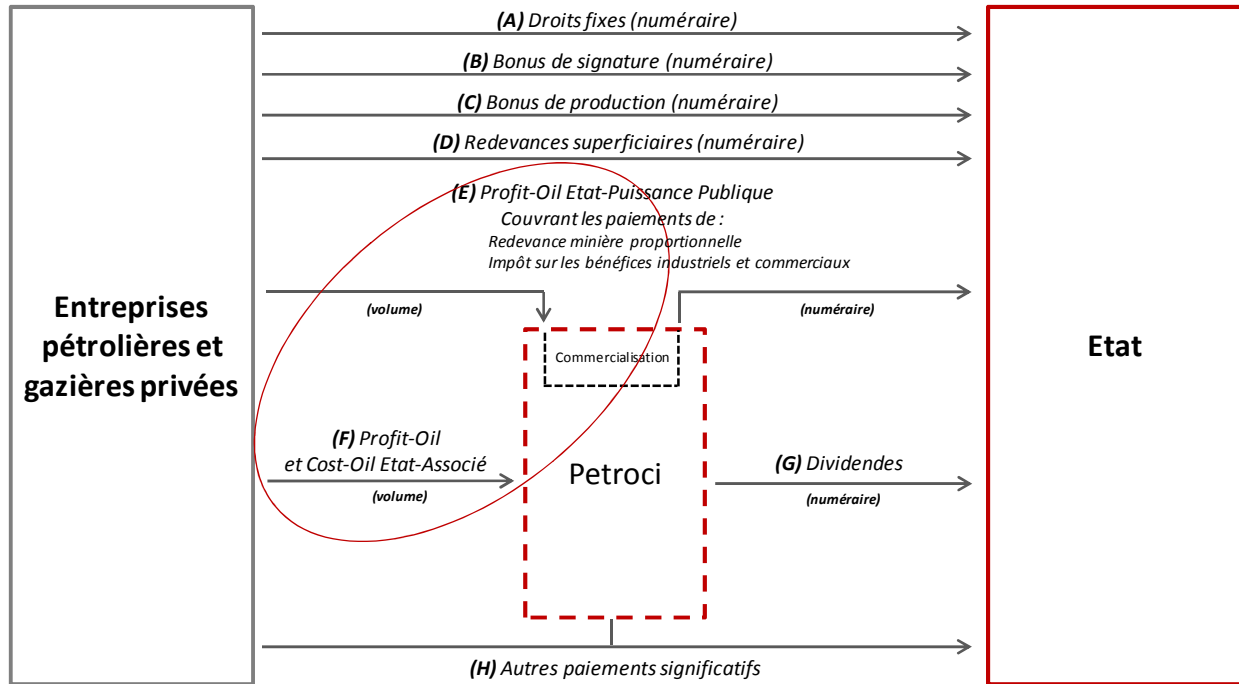 (A) Droits fixes (numéraire)
(B) Bonus de signature (numéraire)
(C) Bonus de production (numéraire)
(D) Redevances superficiaires (numéraire)
(E) Profit-Oil Etat-Puissance Publique
Couvrant les paiements de :
Redevance minière proportionnelle
Impôt sur les bénéfices industriels et commerciaux
Entreprises
pétrolières et
gazières privées
(volume)
(numéraire)
Commercialisation
Etat
(F) Profit-Oil
et Cost-Oil Etat-Associé
(volume)
Petroci
(G) Dividendes
(numéraire)
(H) Autres paiements significatifs